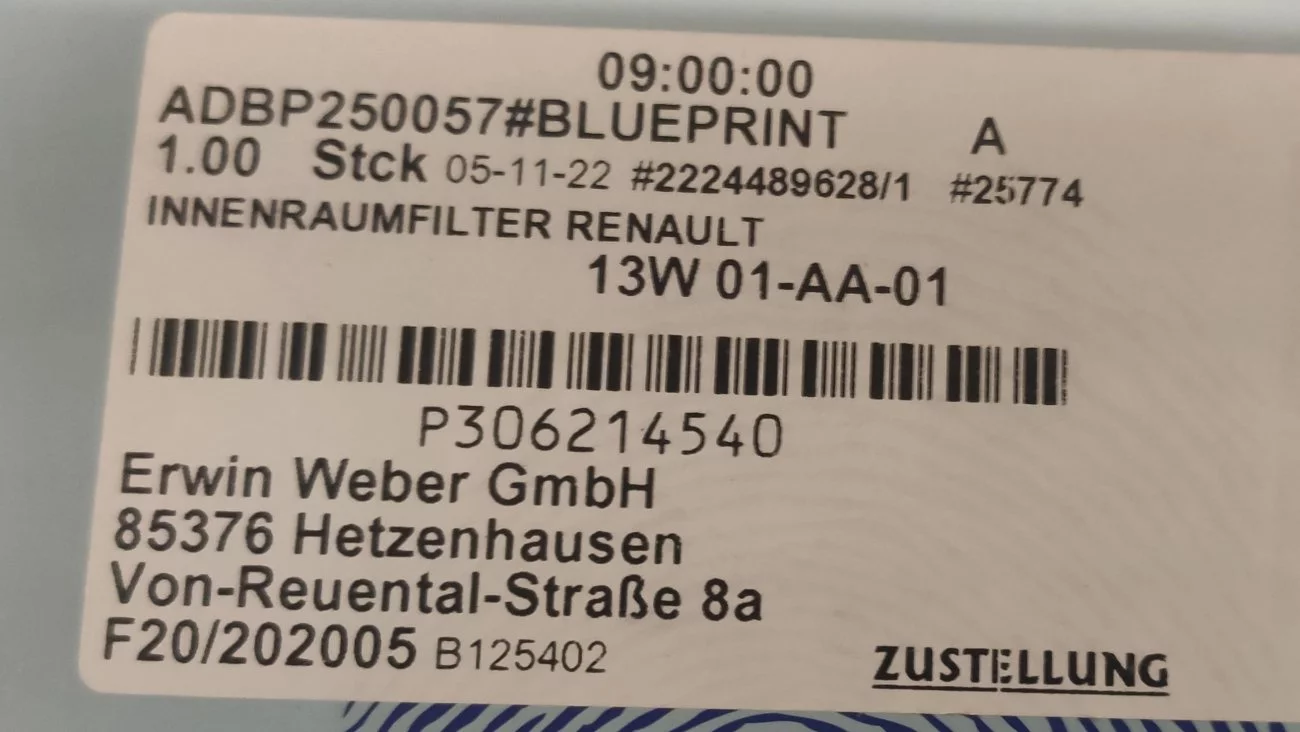 09:00:00
ADBP250057#BLUEPRINT A
1.00 Stck 05-11-22 #2224489628/1 #25774
INNENRAUMFILTER RENAULT
13W 01-AA-01
P306214540
Erwin Weber GmbH
85376 Hetzenhausen
Von-Reuental-Straße 8a
F20/202005 B125402
ZUSTELLUNG